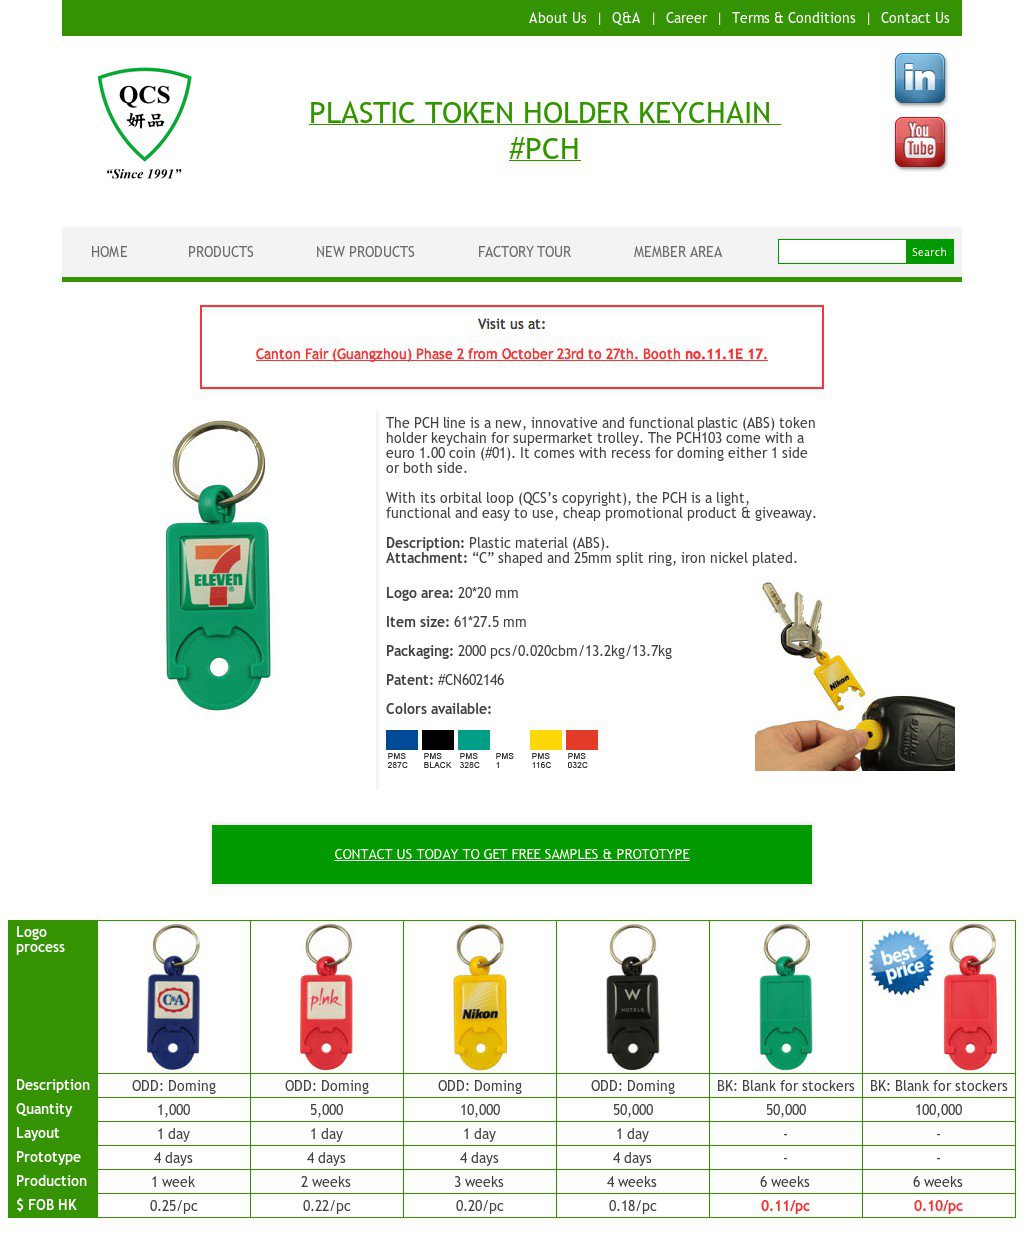 About Us | Q&A | Career | Terms & Conditions | Contact Us
QCS
妍品
“Since 1991”
PLASTIC TOKEN HOLDER KEYCHAIN
#PCH
in
You
Tube
HOME PRODUCTS NEW PRODUCTS FACTORY TOUR MEMBER AREA Search
Visit us at:
Canton Fair (Guangzhou) Phase 2 from October 23rd to 27th. Booth no.11.1E 17.
7
ELEVEN
The PCH line is a new, innovative and functional plastic (ABS) token
holder keychain for supermarket trolley. The PCH103 come with a
euro 1.00 coin (#01). It comes with recess for doming either 1 side
or both side.
With its orbital loop (QCS’s copyright), the PCH is a light,
functional and easy to use, cheap promotional product & giveaway.
Description: Plastic material (ABS).
Attachment: “C” shaped and 25mm split ring, iron nickel plated.
Logo area: 20*20 mm
Item size: 61*27.5 mm
Packaging: 2000 pcs/0.020cbm/13.2kg/13.7kg
Patent: #CN602146
Colors available:
PMS PMS PMS PMS PMS PMS
287C BLACK 328C 1 116C 032C
Nikon
CONTACT US TODAY TO GET FREE SAMPLES & PROTOTYPE
Logo
process
C&A p!nk Nikon W HOTELS best price
Description ODD: Doming ODD: Doming ODD: Doming ODD: Doming BK: Blank for stockers BK: Blank for stockers
Quantity 1,000 5,000 10,000 50,000 50,000 100,000
Layout 1 day 1 day 1 day 1 day - -
Prototype 4 days 4 days 4 days 4 days - -
Production 1 week 2 weeks 3 weeks 4 weeks 6 weeks 6 weeks
$ FOB HK 0.25/pc 0.22/pc 0.20/pc 0.18/pc 0.11/pc 0.10/pc